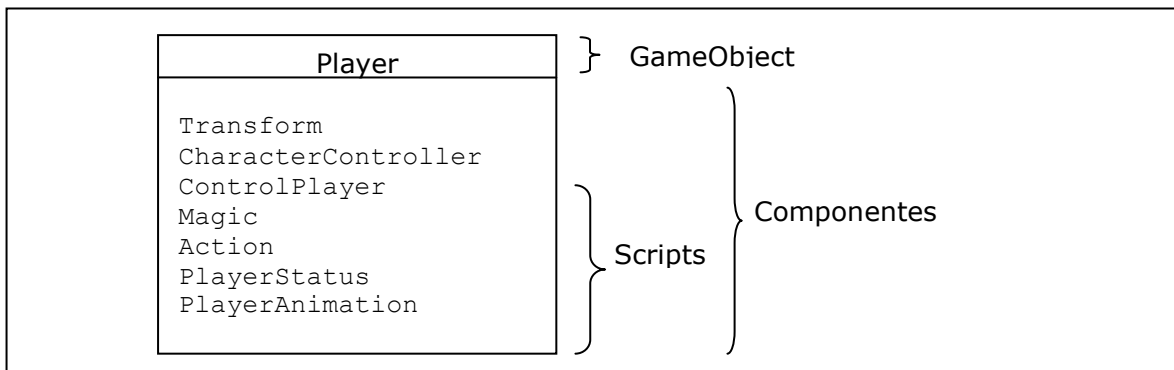 Player
GameObject
Transform
CharacterController
ControlPlayer
Magic
Action
PlayerStatus
PlayerAnimation
Scripts
Componentes